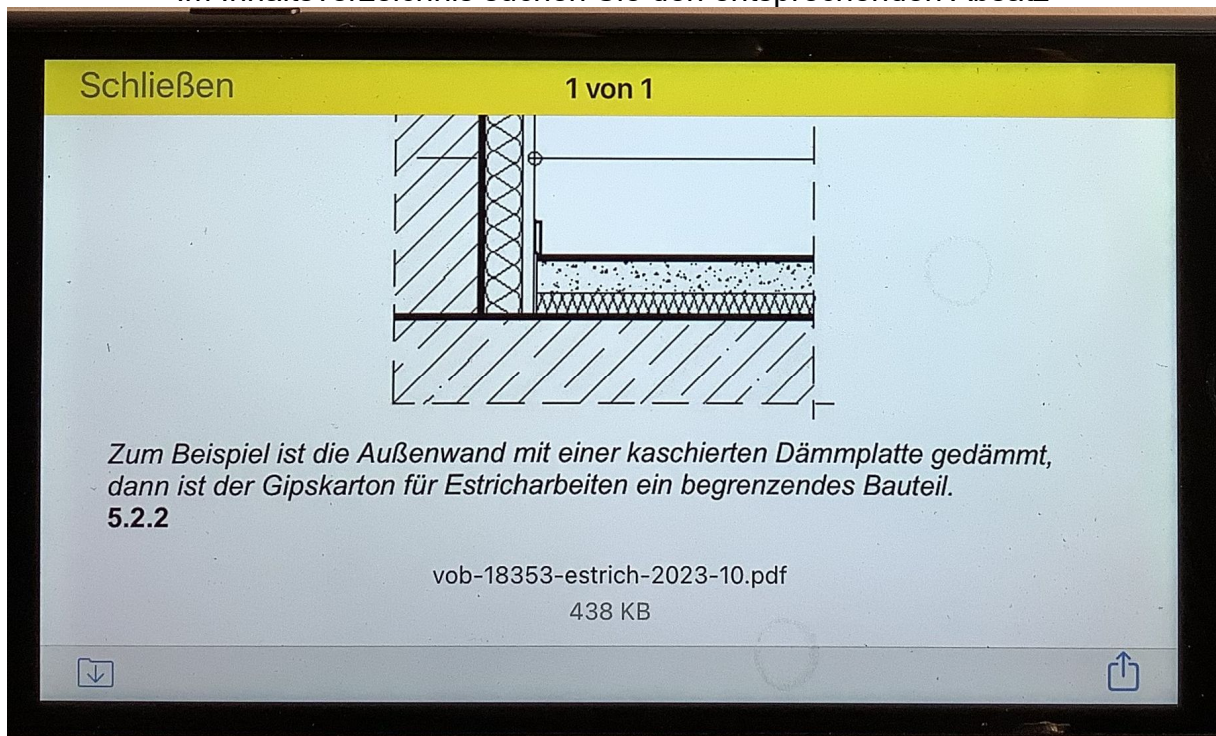 Schließen
1 von 1
Zum Beispiel ist die Außenwand mit einer kaschierten Dämmplatte gedämmt,
dann ist der Gipskarton für Estricharbeiten ein begrenzendes Bauteil.
5.2.2
vob-18353-estrich-2023-10.pdf
438 KB